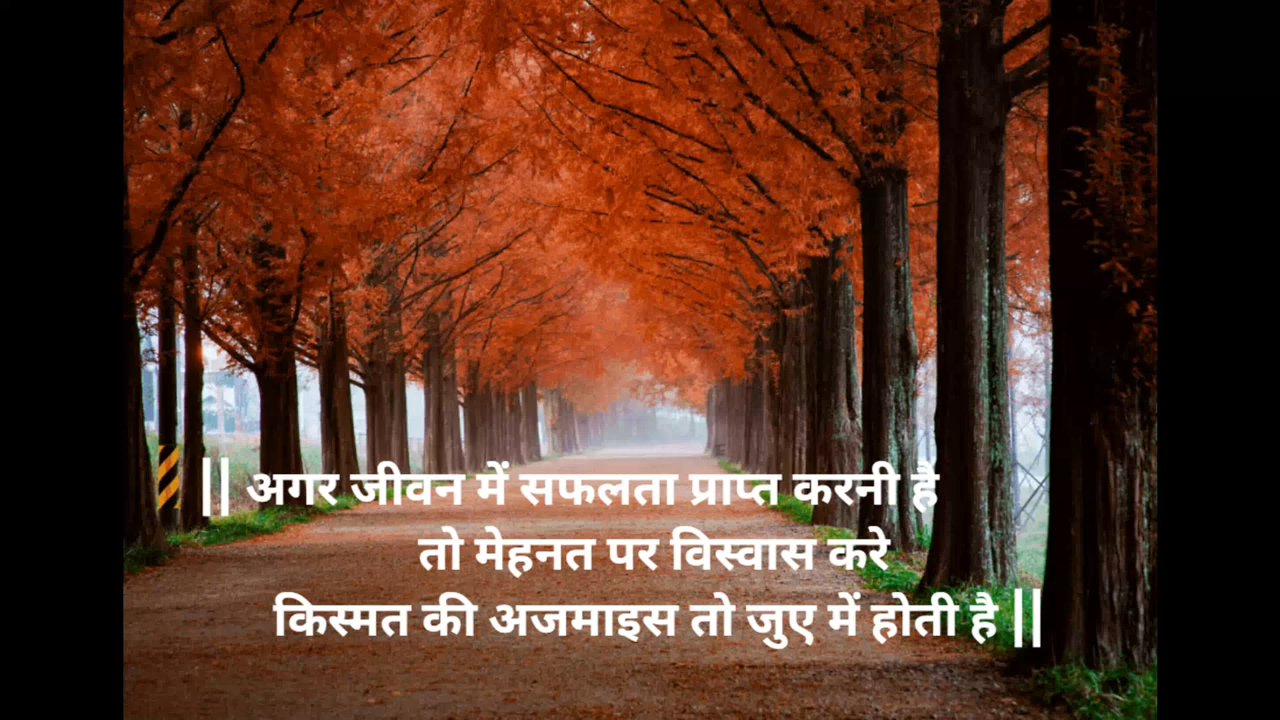 || अगर जीवन में सफलता प्राप्त करनी है
तो मेहनत पर विस्वास करे
किस्मत की अजमाइस तो जुए में होती है ||